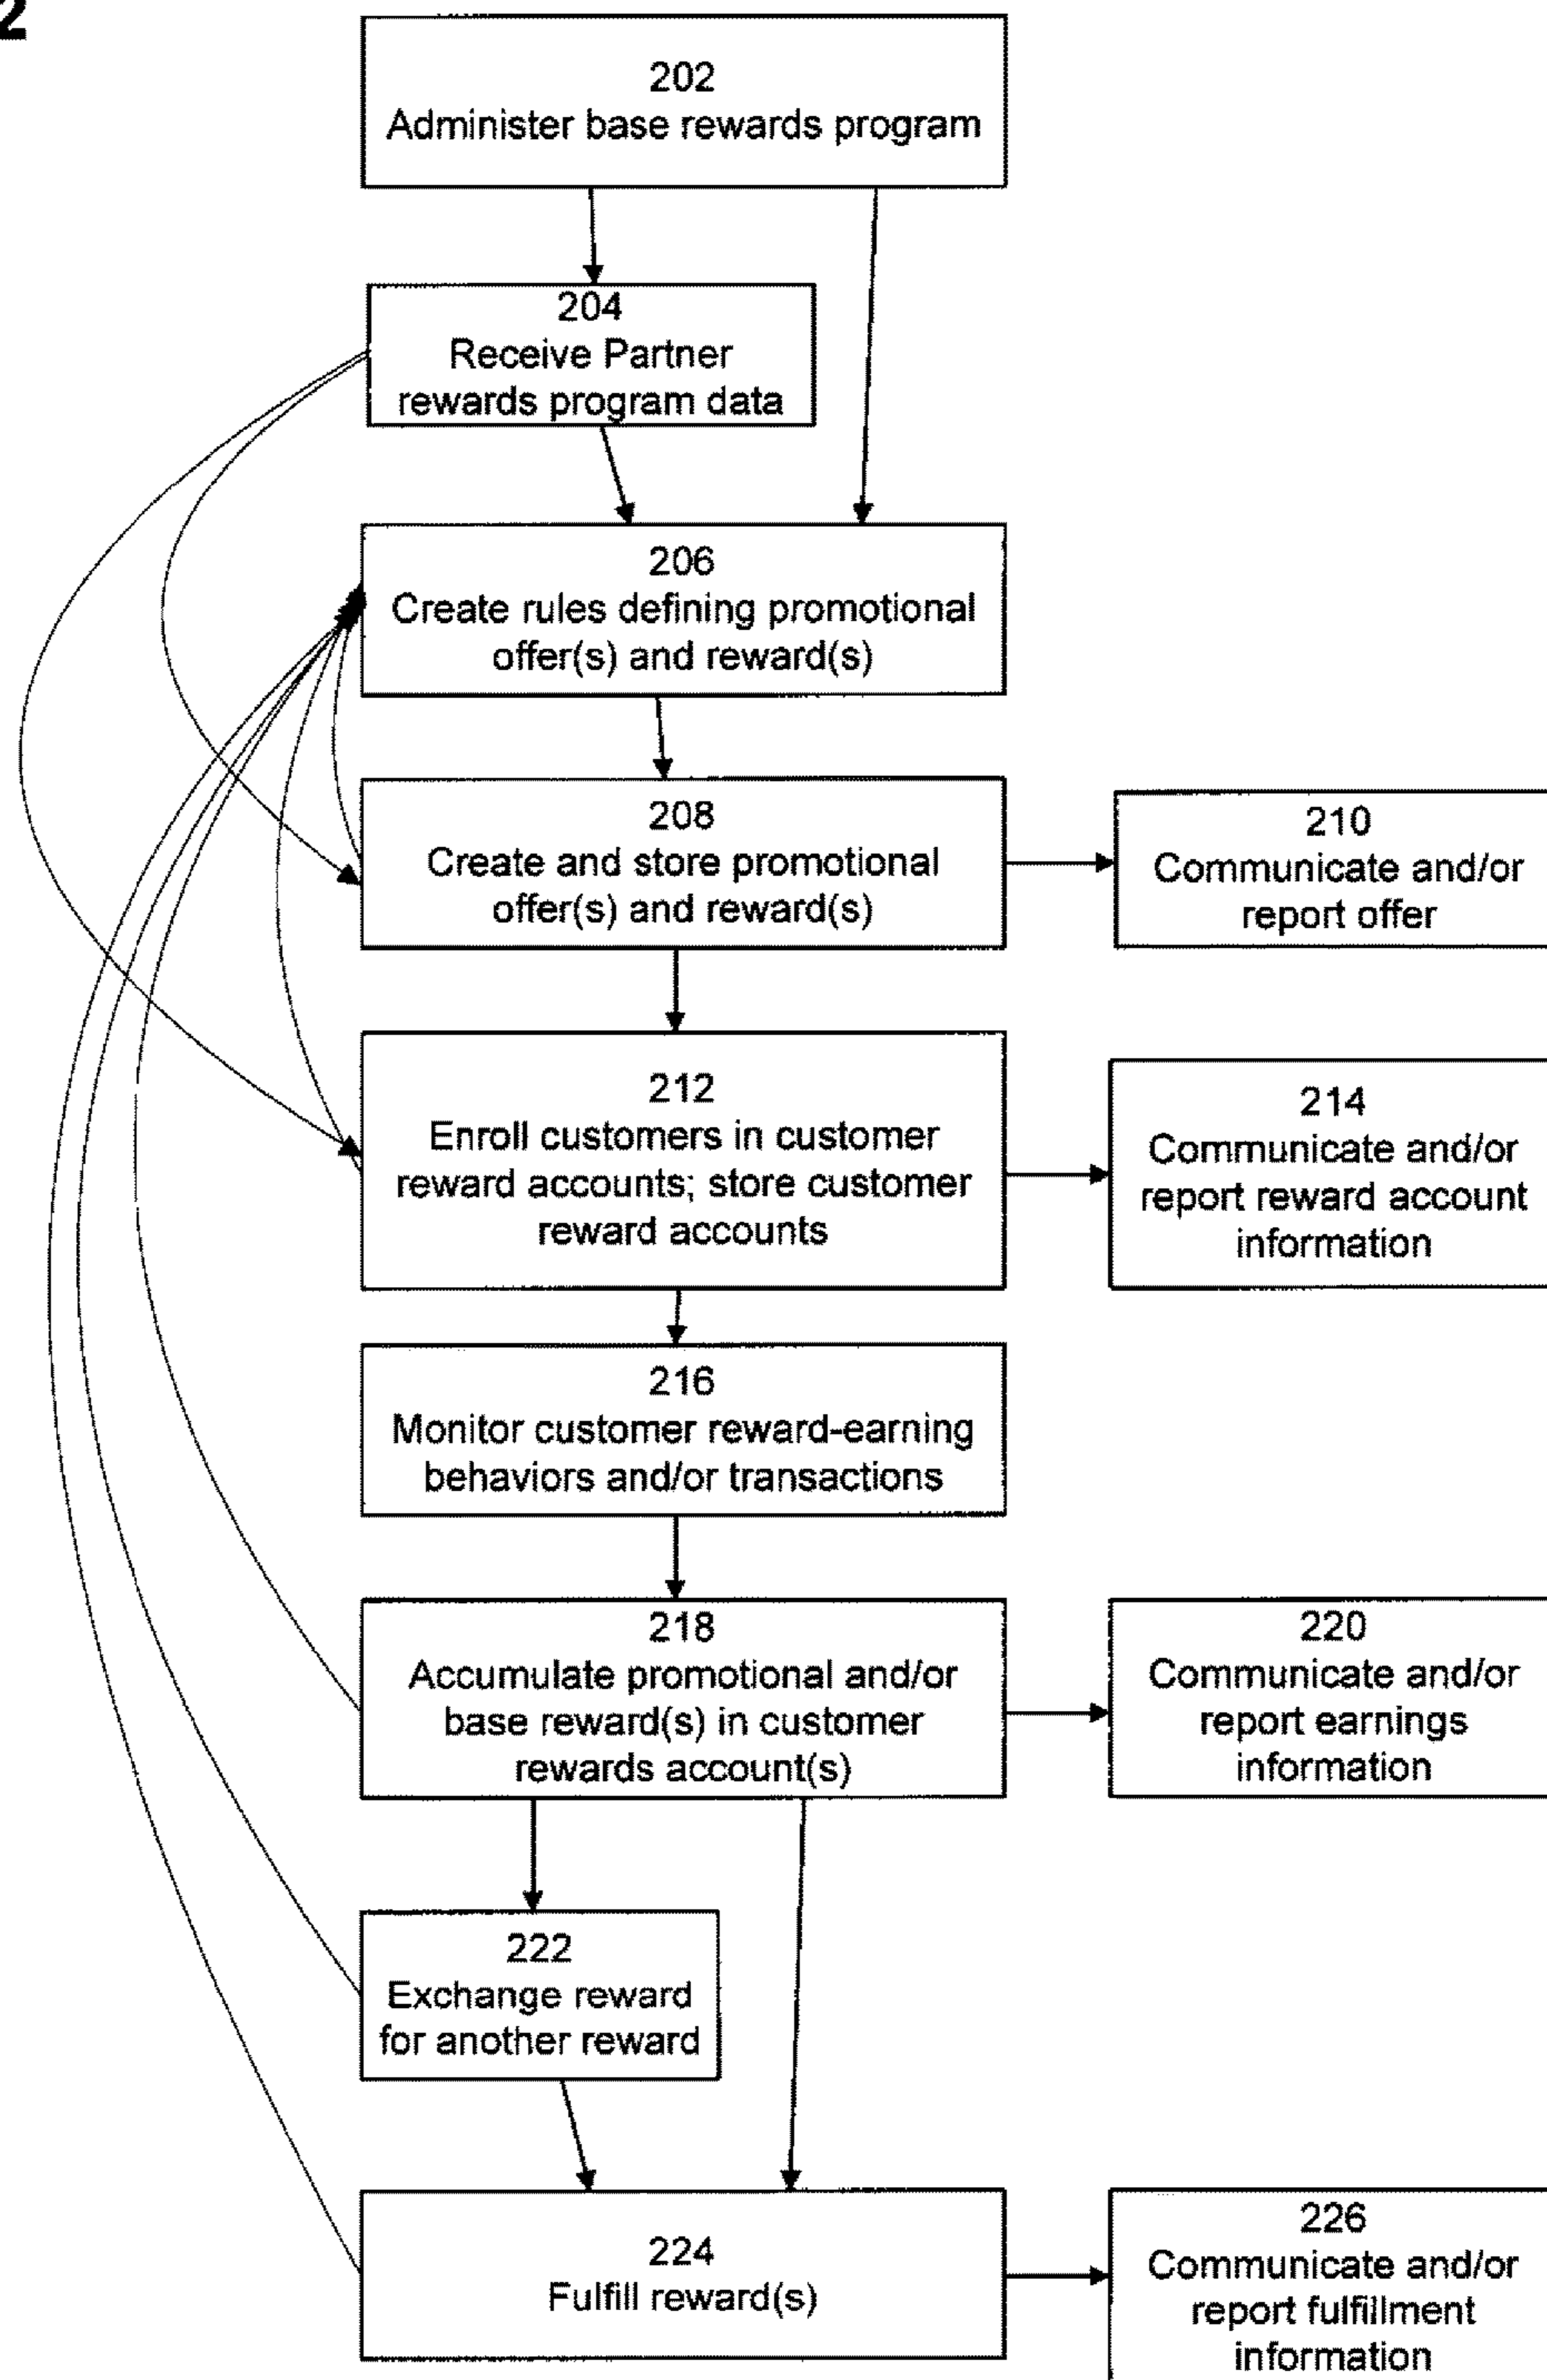 2
202
Administer base rewards program
204
Receive Partner
rewards program data
206
Create rules defining promotional
offer(s) and reward(s)
208
Create and store promotional
offer(s) and reward(s)
210
Communicate and/or
report offer
212
Enroll customers in customer
reward accounts; store customer
reward accounts
214
Communicate and/or
report reward account
information
216
Monitor customer reward-earning
behaviors and/or transactions
218
Accumulate promotional and/or
base reward(s) in customer
rewards account(s)
220
Communicate and/or
report earnings
information
222
Exchange reward
for another reward
224
Fulfill reward(s)
226
Communicate and/or
report fulfillment
information